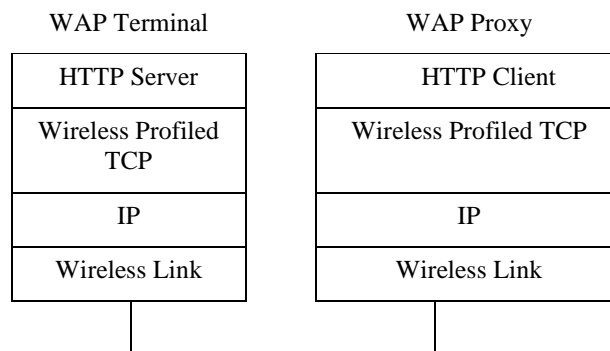 WAP Terminal
HTTP Server
Wireless Profiled
TCP
IP
Wireless Link
WAP Proxy
HTTP Client
Wireless Profiled TCP
IP
Wireless Link